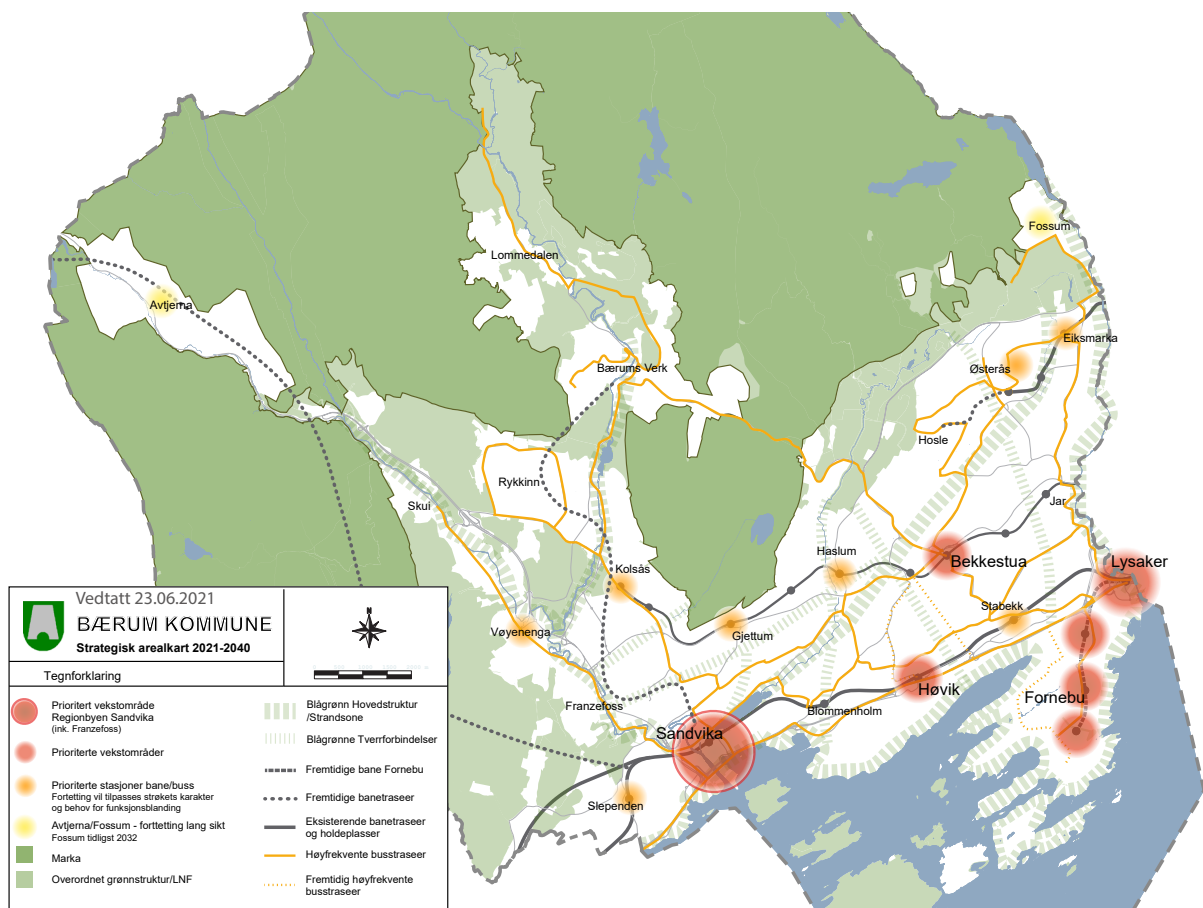 Fossum
Lommedalen
Avtjerna
Eiksmarka
Østerås
Bærums Verk
Hosle
Rykkinn
Jar
Skui
Haslum
Bekkestua
Lysaker
Kolsås
Stabekk
Vøyenenga
Gjettum
Høvik
Fornebu
Franzefoss
Blommenholm
Sandvika
Slependen
Vedtatt 23.06.2021
BÆRUM KOMMUNE
Strategisk arealkart 2021-2040
N
Tegnforklaring
Prioritert vekstområde
Regionbyen Sandvika
(ink. Franzefoss)
Prioriterte vekstområder
Prioriterte stasjoner bane/buss
Fortetting vil tilpasses strøkets karakter
og behov for funksjonsblanding
Avtjerna/Fossum - forttetting lang sikt
Fossum tidligst 2032
Marka
Overordnet grønnstruktur/LNF
Blågrønn Hovedstruktur
/Strandsone
Blågrønne Tverrforbindelser
Fremtidige bane Fornebu
Fremtidige banetraseer
Eksisterende banetraseer
og holdeplasser
Høyfrekvente busstraseer
Fremtidig høyfrekvente
busstraseer